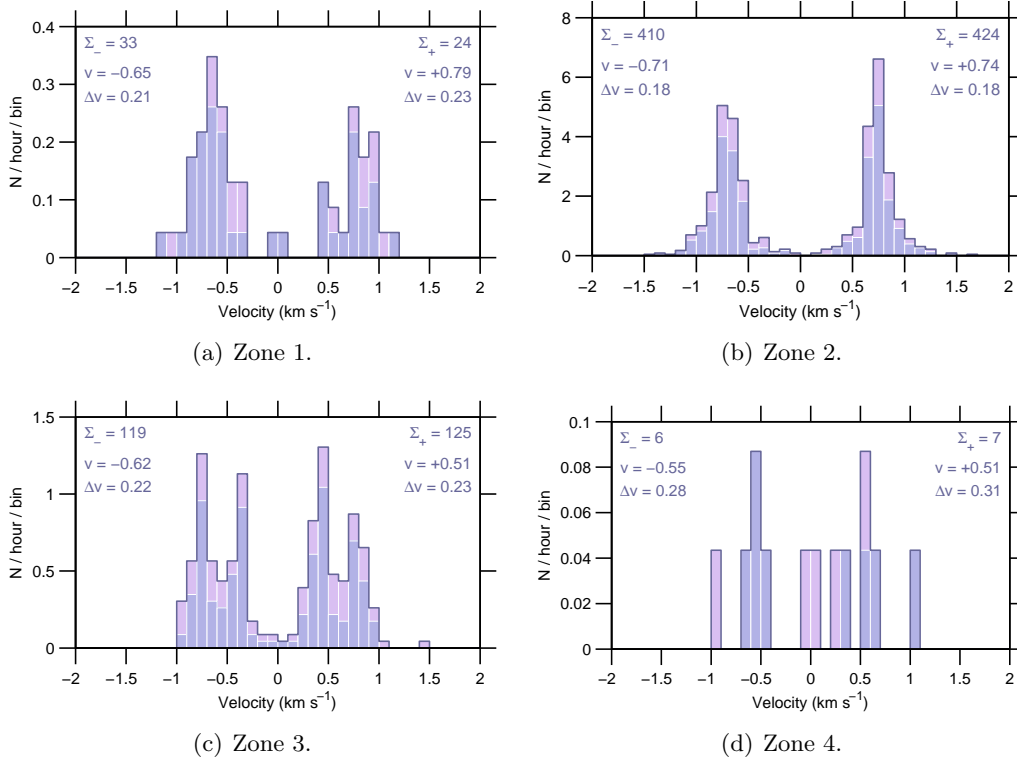 0.4
0.3
0.2
0.1
0
N / hour / bin
Σ− = 33
v = −0.65
Δv = 0.21
Σ+ = 24
v = +0.79
Δv = 0.23
−2 −1.5 −1 −0.5 0 0.5 1 1.5 2
Velocity (km s−1)
(a) Zone 1.
8
6
4
2
0
N / hour / bin
Σ− = 410
v = −0.71
Δv = 0.18
Σ+ = 424
v = +0.74
Δv = 0.18
−2 −1.5 −1 −0.5 0 0.5 1 1.5 2
Velocity (km s−1)
(b) Zone 2.
1.5
1
0.5
0
N / hour / bin
Σ− = 119
v = −0.62
Δv = 0.22
Σ+ = 125
v = +0.51
Δv = 0.23
−2 −1.5 −1 −0.5 0 0.5 1 1.5 2
Velocity (km s−1)
(c) Zone 3.
0.1
0.08
0.06
0.04
0.02
0
N / hour / bin
Σ− = 6
v = −0.55
Δv = 0.28
Σ+ = 7
v = +0.51
Δv = 0.31
−2 −1.5 −1 −0.5 0 0.5 1 1.5 2
Velocity (km s−1)
(d) Zone 4.